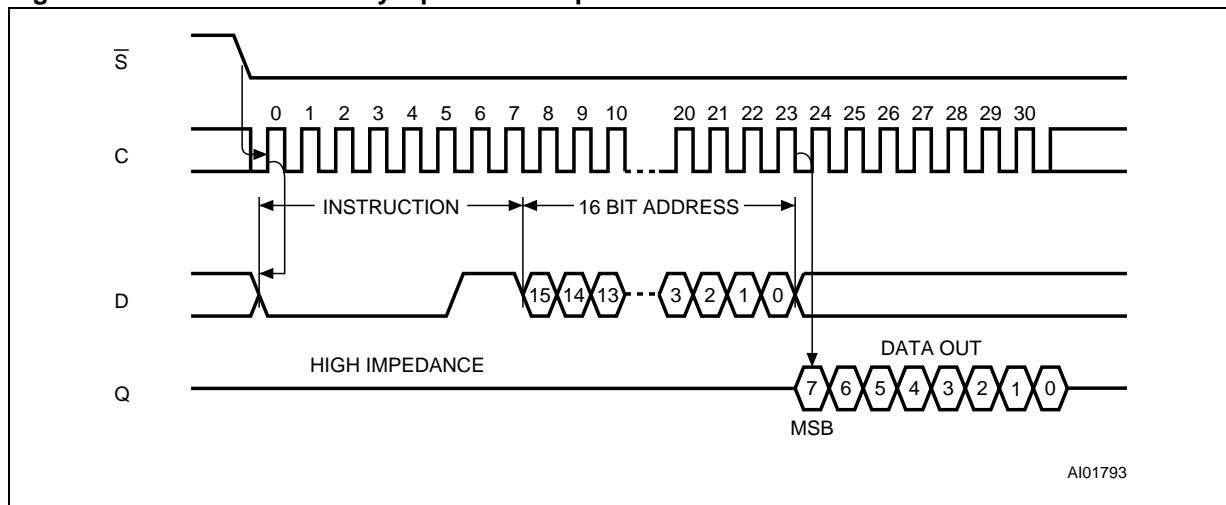 S̅
0 1 2 3 4 5 6 7 8 9 10 20 21 22 23 24 25 26 27 28 29 30
C
INSTRUCTION 16 BIT ADDRESS
D
15 14 13 3 2 1 0
HIGH IMPEDANCE
DATA OUT
Q
7 6 5 4 3 2 1 0
MSB
AI01793